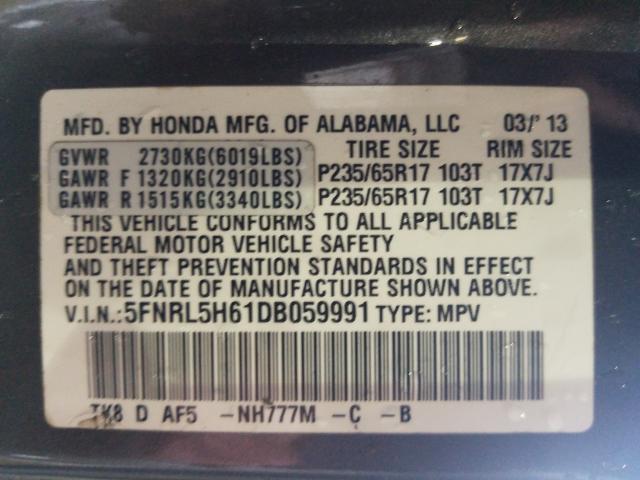 MFD. BY HONDA MFG. OF ALABAMA, LLC 03/'13
GVWR 2730KG(6019LBS) TIRE SIZE RIM SIZE
GAWR F 1320KG(2910LBS) P235/65R17 103T 17X7J
GAWR R 1515KG(3340LBS) P235/65R17 103T 17X7J
THIS VEHICLE CONFORMS TO ALL APPLICABLE
FEDERAL MOTOR VEHICLE SAFETY
AND THEFT PREVENTION STANDARDS IN EFFECT
ON THE DATE OF MANUFACTURE SHOWN ABOVE.
V.I.N.:5FNRL5H61DB059991 TYPE: MPV
TK8 D AF5 -NH777M -C -B